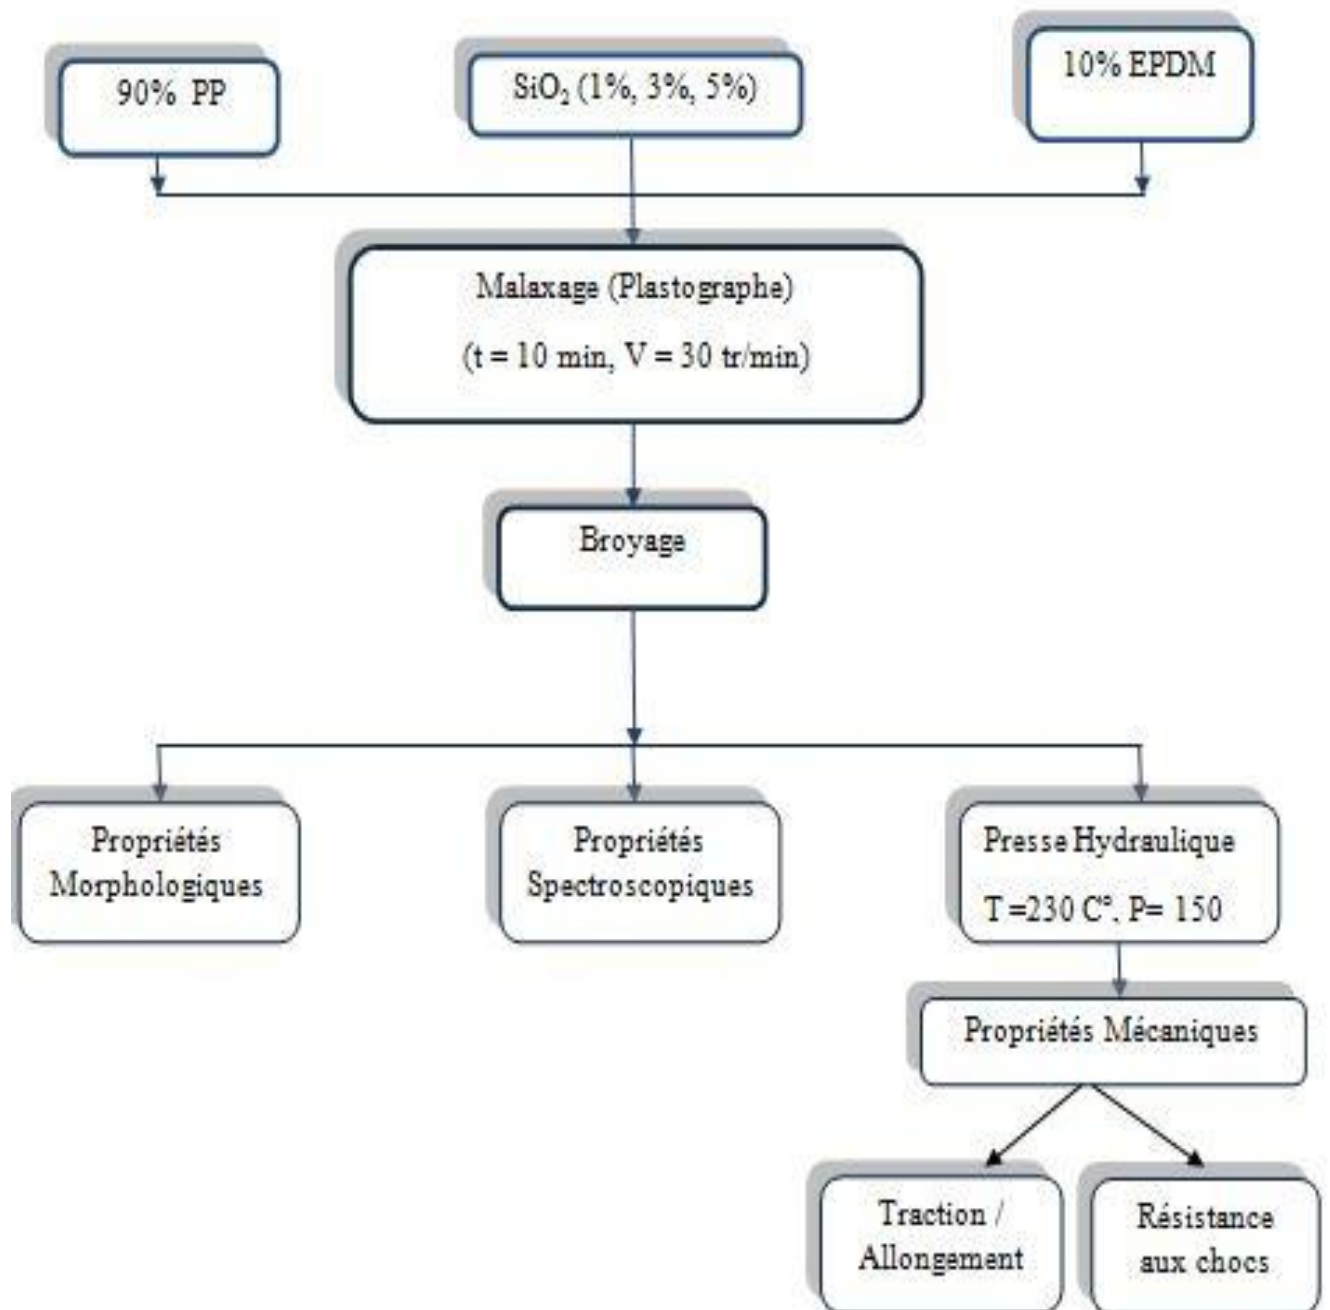 90% PP
SiO₂ (1%, 3%, 5%)
10% EPDM
Malaxage (Plastographe)
(t = 10 min, V = 30 tr/min)
Broyage
Propriétés
Morphologiques
Propriétés
Spectroscopiques
Presse Hydraulique
T =230 C°, P= 150
Propriétés Mécaniques
Traction /
Allongement
Résistance
aux chocs